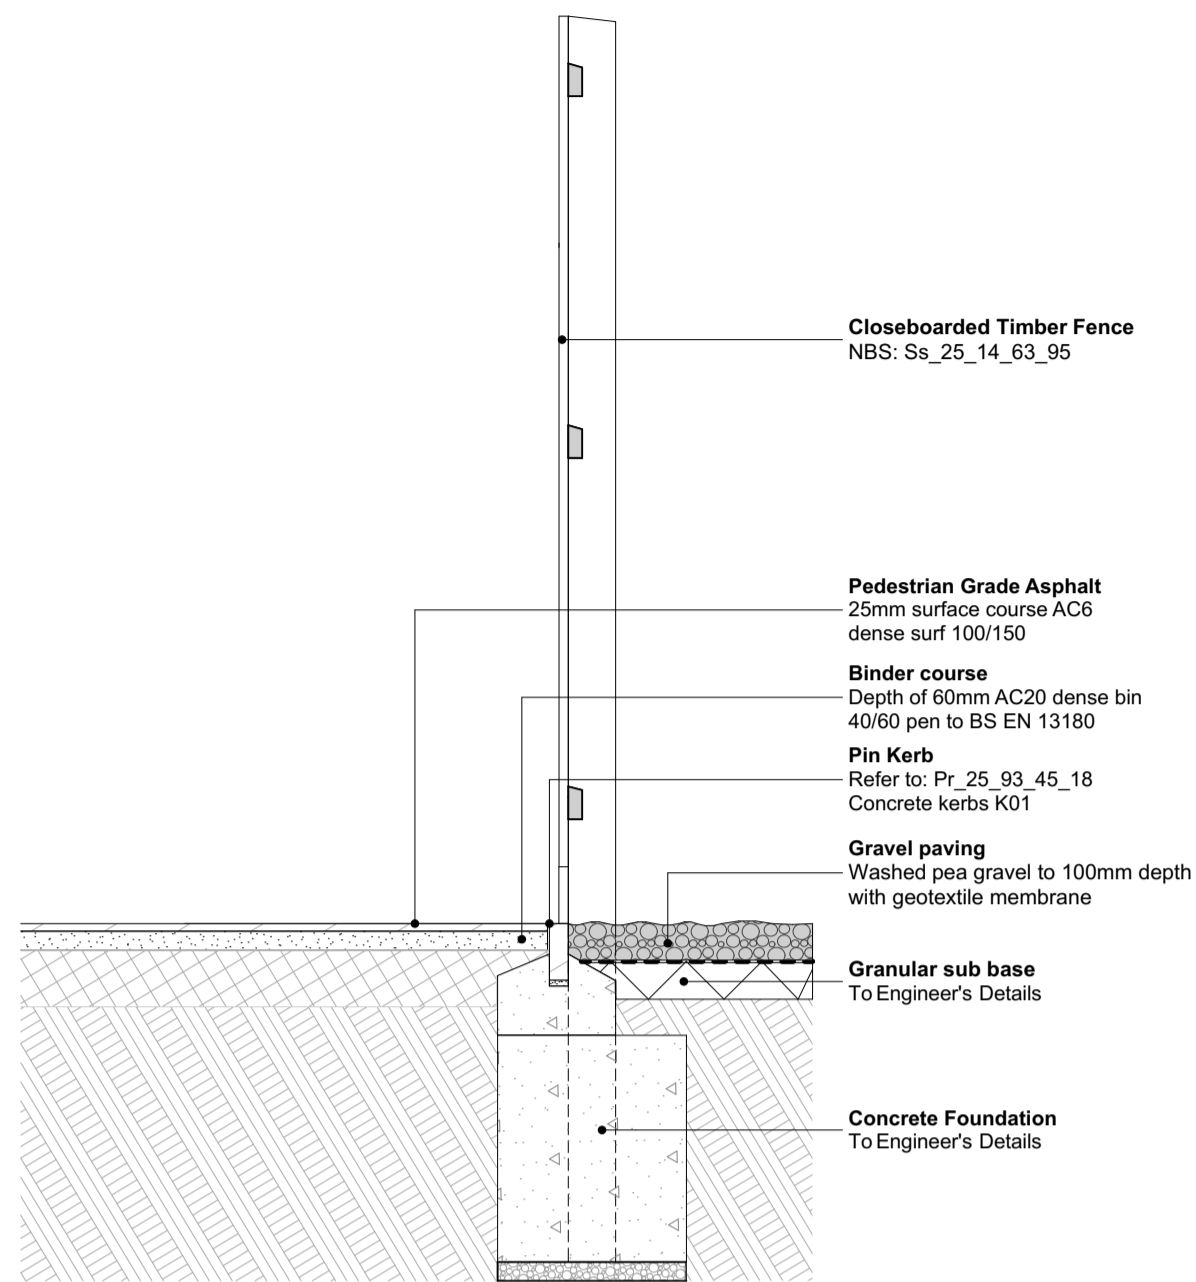 Closeboarded Timber Fence
NBS: Ss_25_14_63_95
Pedestrian Grade Asphalt
25mm surface course AC6
dense surf 100/150
Binder course
Depth of 60mm AC20 dense bin
40/60 pen to BS EN 13180
Pin Kerb
Refer to: Pr_25_93_45_18
Concrete kerbs K01
Gravel paving
Washed pea gravel to 100mm depth
with geotextile membrane
Granular sub base
To Engineer's Details
Concrete Foundation
To Engineer's Details